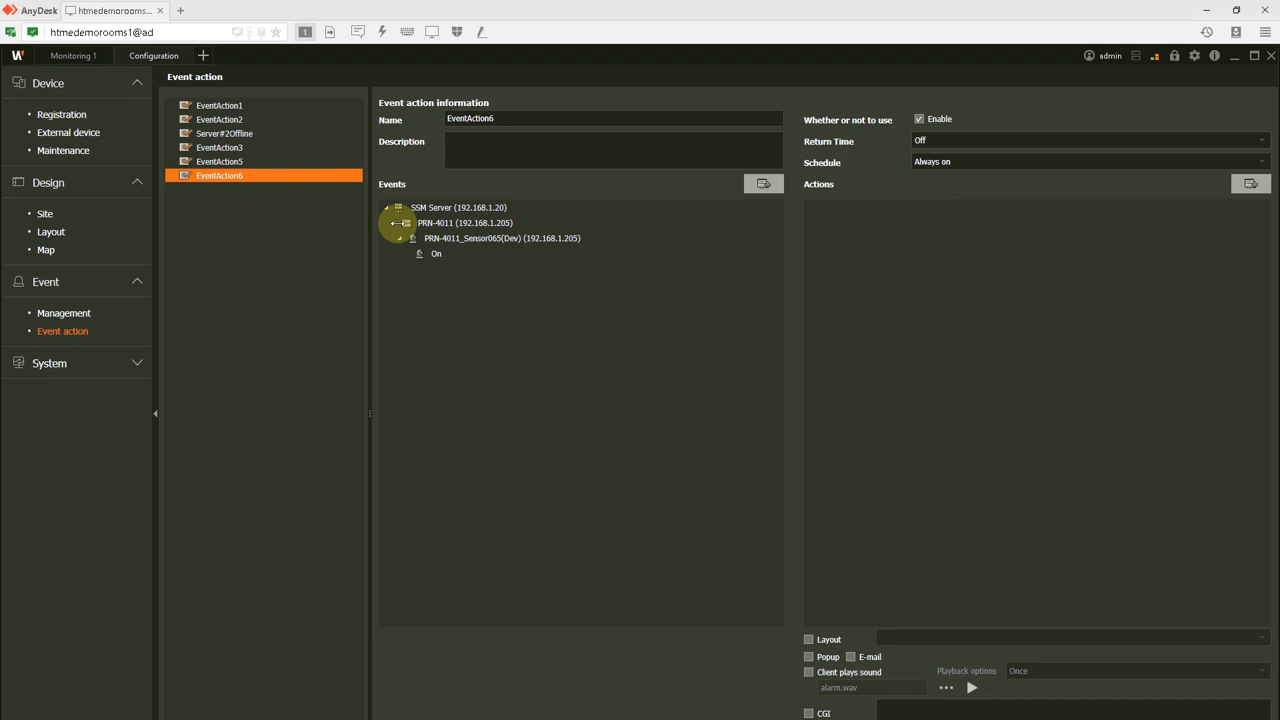 AnyDesk
htmedemorooms...
htmedemorooms1@ad
1
W
Monitoring 1
Configuration
admin
Device
Registration
External device
Maintenance
Design
Site
Layout
Map
Event
Management
Event action
System
Event action
EventAction1
EventAction2
Server#2Offline
EventAction3
EventAction5
EventAction6
Event action information
Name
EventAction6
Description
Events
SSM Server (192.168.1.20)
PRN-4011 (192.168.1.205)
PRN-4011_Sensor065(Dev) (192.168.1.205)
On
Whether or not to use
Enable
Return Time
Off
Schedule
Always on
Actions
Layout
Popup
E-mail
Client plays sound
Playback options
Once
alarm.wav
CGI